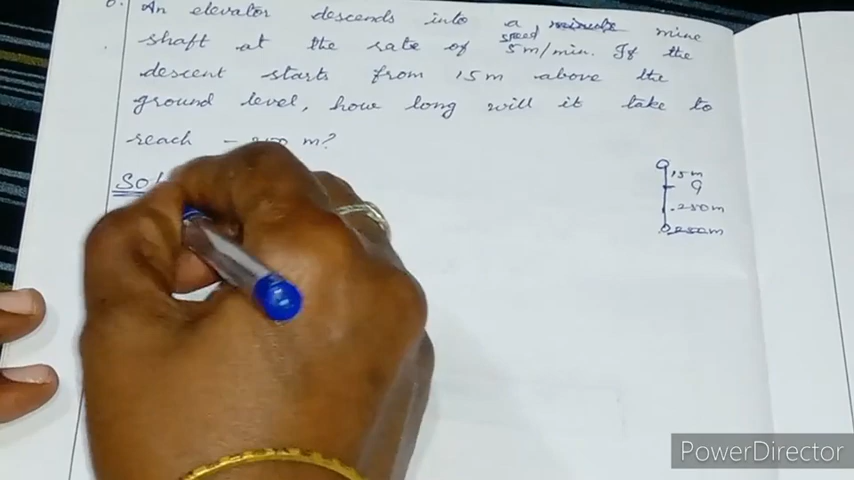 An elevator descends into a mine
shaft at the rate of speed 5m/min. If the
descent starts from 15m above the
ground level, how long will it take to
reach - m?
Sol
15m
.250m
PowerDirector